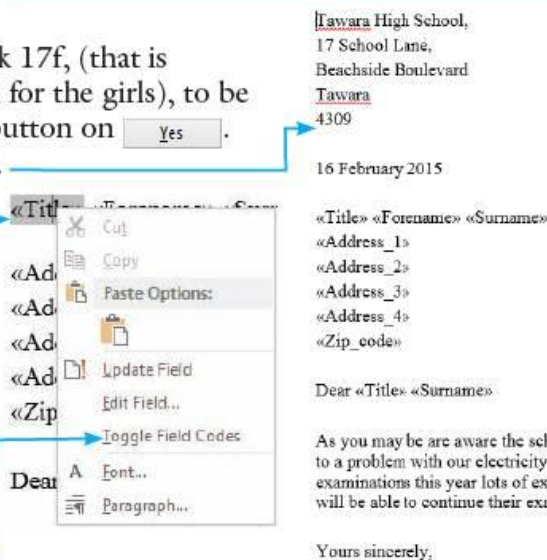 k 17f, (that is
for the girls), to be
button on Yes .
«Title»
Cut
Copy
Paste Options:
Update Field
Edit Field...
Toggle Field Codes
Font...
Paragraph...
«Ad
«Ad
«Ad
«Ad
«Zip
Dear
Tawara High School,
17 School Lane,
Beachside Boulevard
Tawara
4309
16 February 2015
«Title» «Forename» «Surname»
«Address_1»
«Address_2»
«Address_3»
«Address_4»
«Zip_code»
Dear «Title» «Surname»
As you may be are aware the sch
to a problem with our electricity
examinations this year lots of ex
will be able to continue their exa
Yours sincerely,